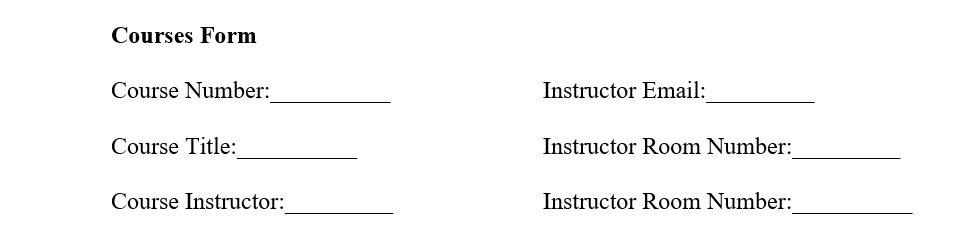 Courses Form
Course Number:__________ Instructor Email:_________
Course Title:__________ Instructor Room Number:_________
Course Instructor:_________ Instructor Room Number:__________